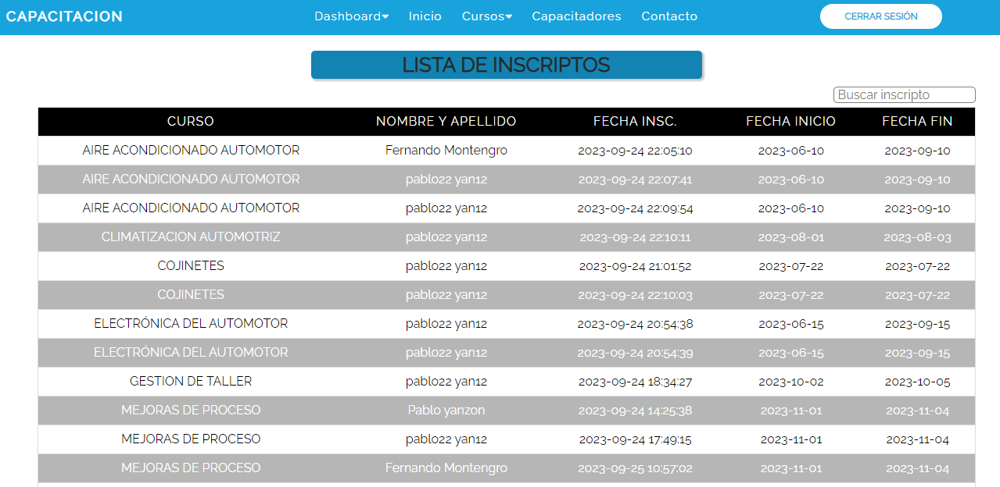 CAPACITACION Dashboard Inicio Cursos Capacitadores Contacto CERRAR SESIÓN
LISTA DE INSCRIPTOS
Buscar inscripto
CURSO NOMBRE Y APELLIDO FECHA INSC. FECHA INICIO FECHA FIN
AIRE ACONDICIONADO AUTOMOTOR Fernando Montengro 2023-09-24 22:05:10 2023-06-10 2023-09-10
AIRE ACONDICIONADO AUTOMOTOR pablo22 yan12 2023-09-24 22:07:41 2023-06-10 2023-09-10
AIRE ACONDICIONADO AUTOMOTOR pablo22 yan12 2023-09-24 22:09:54 2023-06-10 2023-09-10
CLIMATIZACION AUTOMOTRIZ pablo22 yan12 2023-09-24 22:10:11 2023-08-01 2023-08-03
COJINETES pablo22 yan12 2023-09-24 21:01:52 2023-07-22 2023-07-22
COJINETES pablo22 yan12 2023-09-24 22:10:03 2023-07-22 2023-07-22
ELECTRÓNICA DEL AUTOMOTOR pablo22 yan12 2023-09-24 20:54:38 2023-06-15 2023-09-15
ELECTRÓNICA DEL AUTOMOTOR pablo22 yan12 2023-09-24 20:54:39 2023-06-15 2023-09-15
GESTION DE TALLER pablo22 yan12 2023-09-24 18:34:27 2023-10-02 2023-10-05
MEJORAS DE PROCESO Pablo yanzon 2023-09-24 14:25:38 2023-11-01 2023-11-04
MEJORAS DE PROCESO pablo22 yan12 2023-09-24 17:49:15 2023-11-01 2023-11-04
MEJORAS DE PROCESO Fernando Montengro 2023-09-25 10:57:02 2023-11-01 2023-11-04